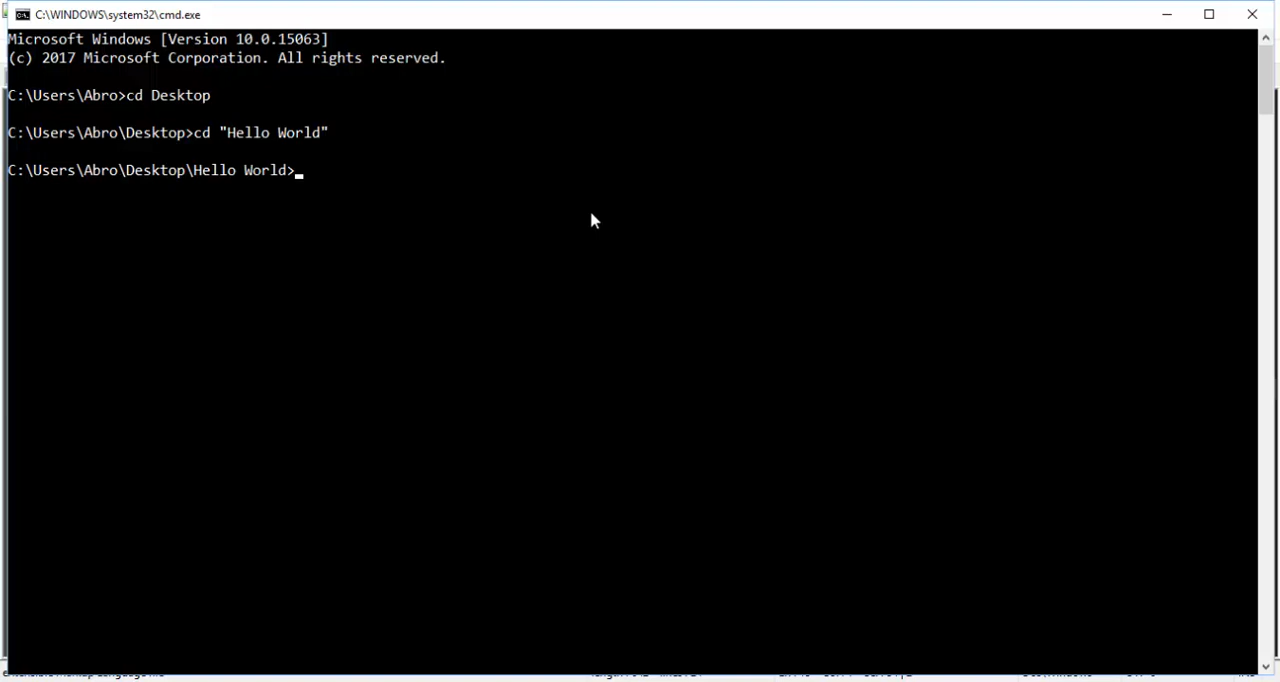 C:\WINDOWS\system32\cmd.exe
Microsoft Windows [Version 10.0.15063]
(c) 2017 Microsoft Corporation. All rights reserved.
C:\Users\Abro>cd Desktop
C:\Users\Abro\Desktop>cd "Hello World"
C:\Users\Abro\Desktop\Hello World>